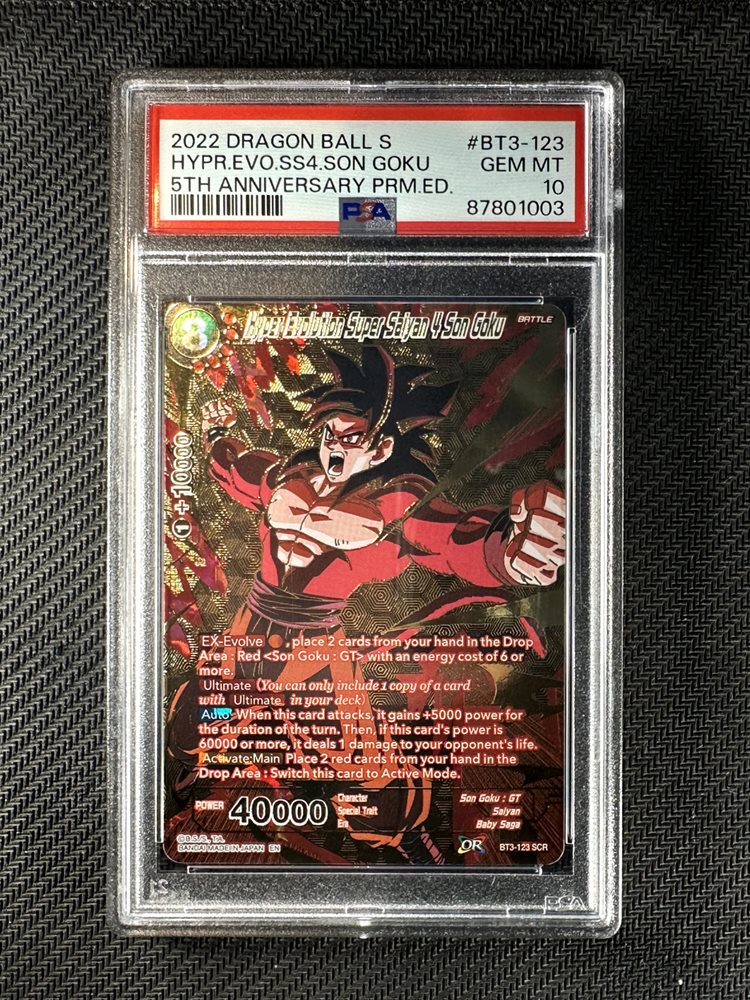 2022 DRAGON BALL S #BT3-123
HYPR.EVO.SS4.SON GOKU GEM MT
5TH ANNIVERSARY PRM.ED. 10
PSA 87801003
8 Hyper Evolution Super Saiyan 4 Son Goku BATTLE
1 +10000
EX-Evolve , place 2 cards from your hand in the Drop
Area : Red <Son Goku : GT> with an energy cost of 6 or
more.
Ultimate (You can only include 1 copy of a card
with Ultimate in your deck)
Auto When this card attacks, it gains +5000 power for
the duration of the turn. Then, if this card's power is
60000 or more, it deals 1 damage to your opponent's life.
Activate:Main Place 2 red cards from your hand in the
Drop Area : Switch this card to Active Mode.
POWER 40000
Character Son Goku : GT
Special Trait Saiyan
Era Baby Saga
©B.S./S., T.A.
BANDAI MADE IN JAPAN EN
OR BT3-123 SCR
PSA